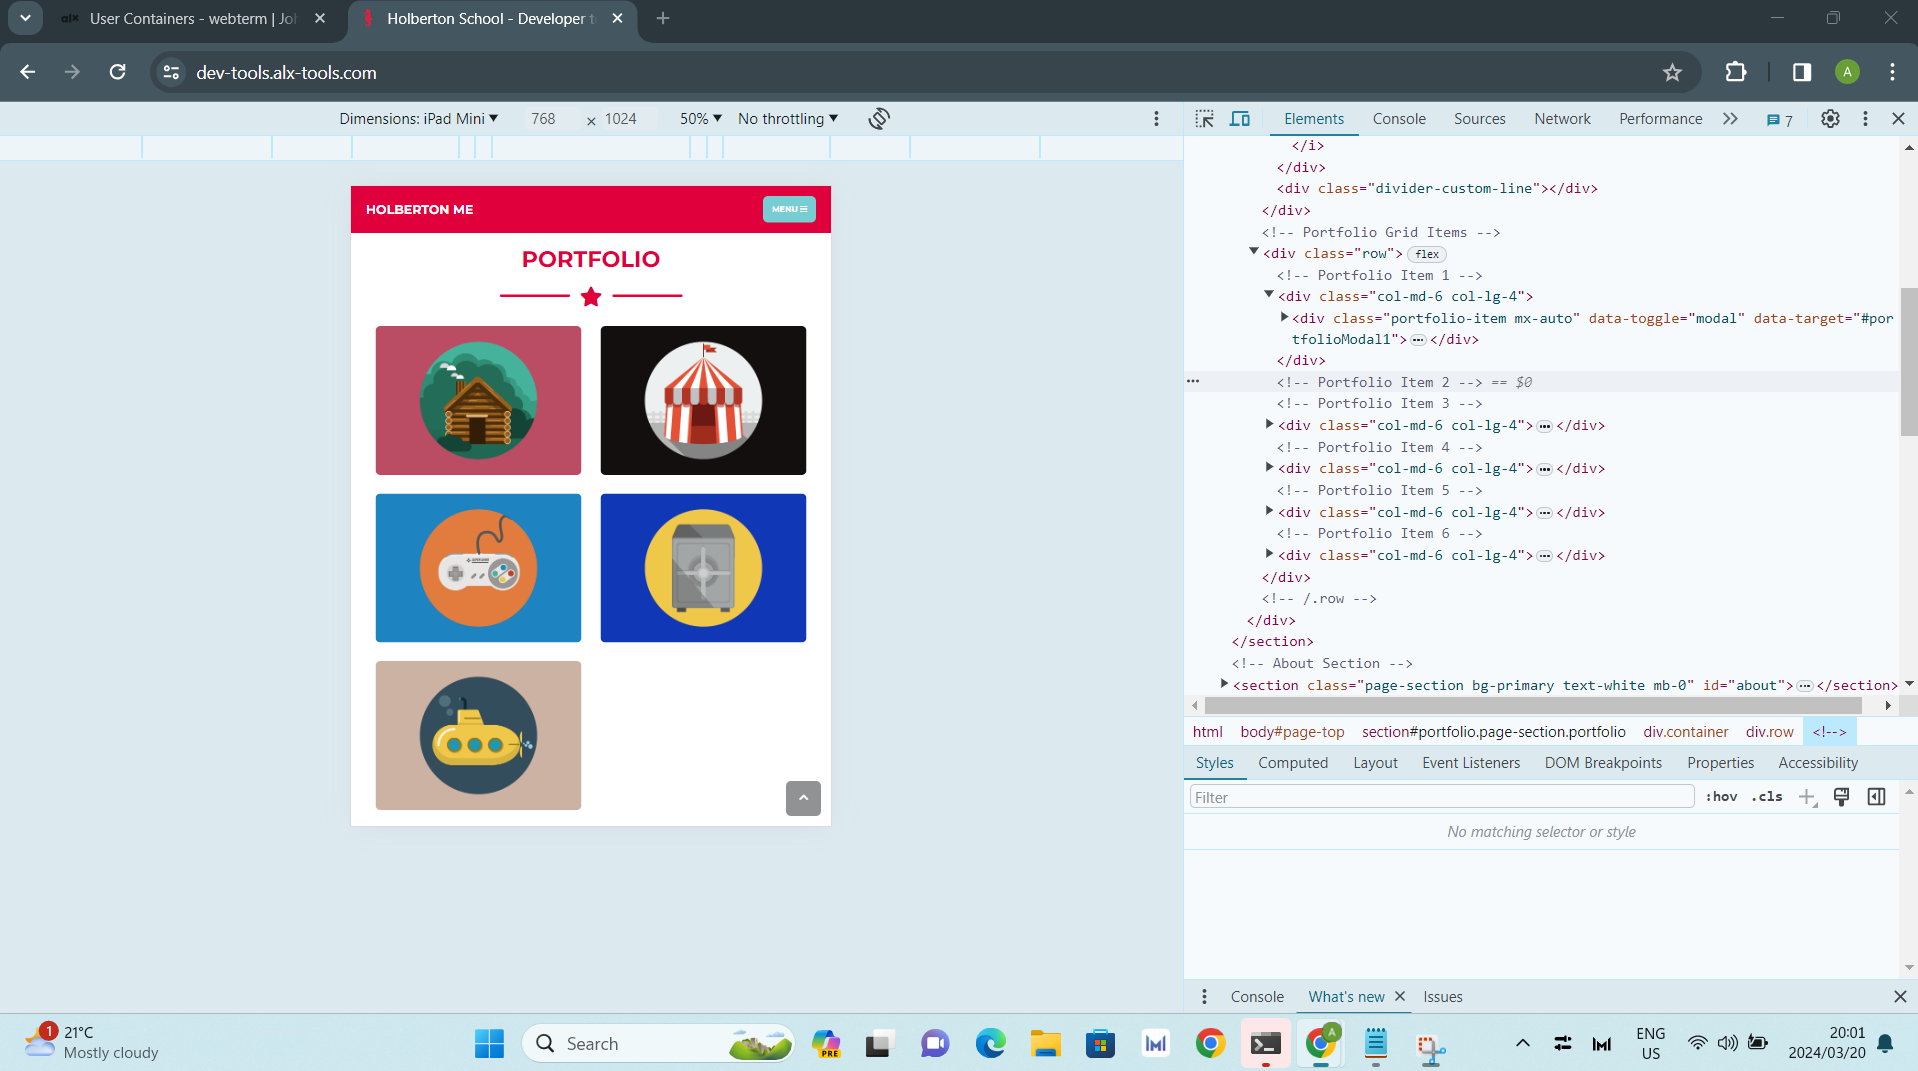 User Containers - webterm | Jol
Holberton School - Developer t
dev-tools.alx-tools.com
A
Dimensions: iPad Mini ▼ 768 × 1024 50% ▼ No throttling ▼
Elements Console Sources Network Performance 7
HOLBERTON ME
MENU
PORTFOLIO
</i>
</div>
<div class="divider-custom-line"></div>
</div>
<!-- Portfolio Grid Items -->
<div class="row"> flex
<!-- Portfolio Item 1 -->
<div class="col-md-6 col-lg-4">
<div class="portfolio-item mx-auto" data-toggle="modal" data-target="#por
tfolioModal1"> ••• </div>
</div>
<!-- Portfolio Item 2 --> == $0
<!-- Portfolio Item 3 -->
<div class="col-md-6 col-lg-4"> ••• </div>
<!-- Portfolio Item 4 -->
<div class="col-md-6 col-lg-4"> ••• </div>
<!-- Portfolio Item 5 -->
<div class="col-md-6 col-lg-4"> ••• </div>
<!-- Portfolio Item 6 -->
<div class="col-md-6 col-lg-4"> ••• </div>
</div>
<!-- /.row -->
</div>
</section>
<!-- About Section -->
<section class="page-section bg-primary text-white mb-0" id="about"> ••• </section>
html body#page-top section#portfolio.page-section.portfolio div.container div.row <!-->
Styles Computed Layout Event Listeners DOM Breakpoints Properties Accessibility
Filter :hov .cls
No matching selector or style
Console What's new Issues
1 21°C
Mostly cloudy
Search
PRE
A
ENG
US
20:01
2024/03/20